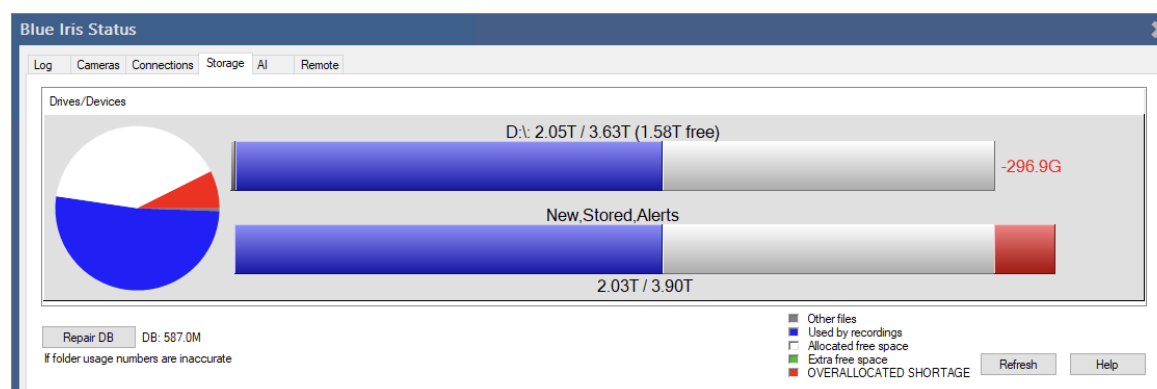 Blue Iris Status
Log Cameras Connections Storage AI Remote
Drives/Devices
D:\: 2.05T / 3.63T (1.58T free)
-296.9G
New,Stored,Alerts
2.03T / 3.90T
Repair DB DB: 587.0M
If folder usage numbers are inaccurate
Other files
Used by recordings
Allocated free space
Extra free space
OVERALLOCATED SHORTAGE
Refresh Help